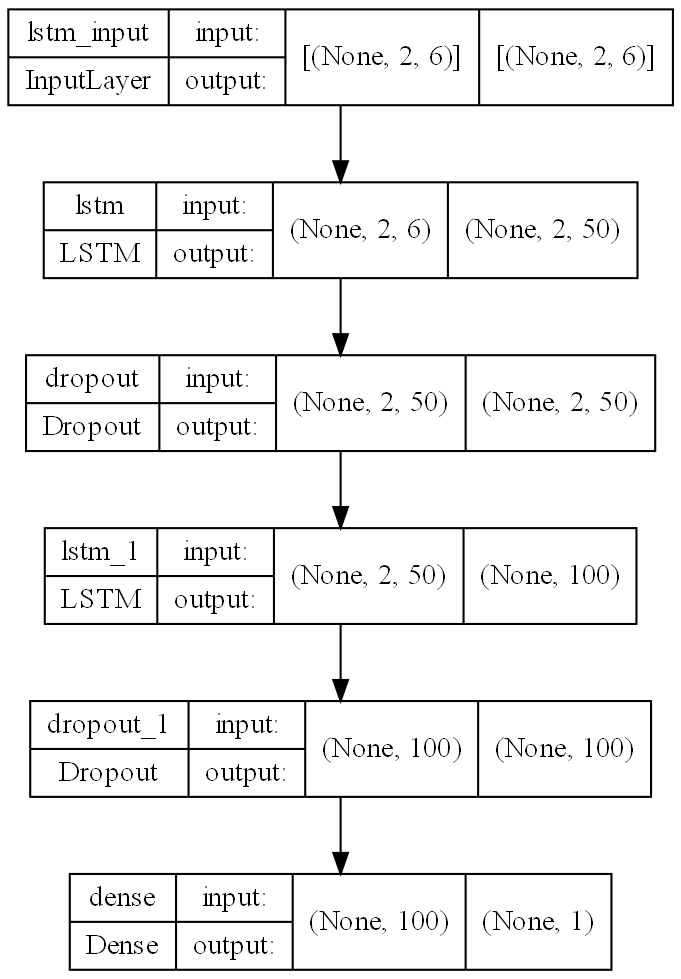 lstm_input input: [(None, 2, 6)] [(None, 2, 6)]
InputLayer output:
lstm input: (None, 2, 6) (None, 2, 50)
LSTM output:
dropout input: (None, 2, 50) (None, 2, 50)
Dropout output:
lstm_1 input: (None, 2, 50) (None, 100)
LSTM output:
dropout_1 input: (None, 100) (None, 100)
Dropout output:
dense input: (None, 100) (None, 1)
Dense output: